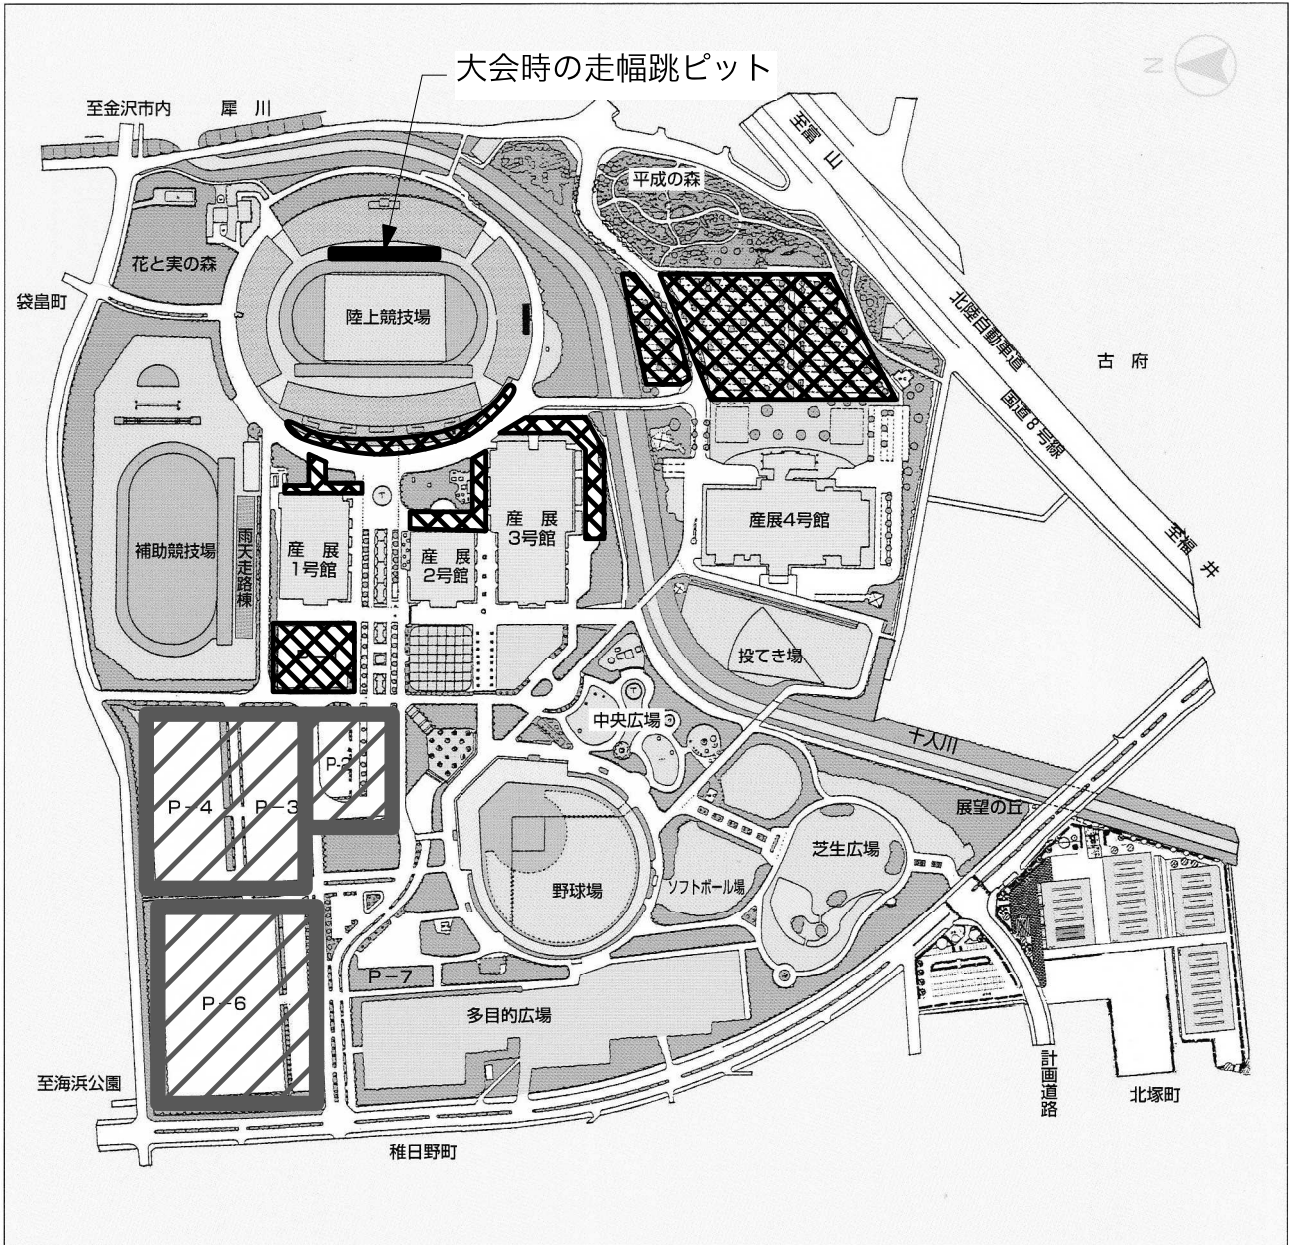 大会時の走幅跳ピット
N
至金沢市内
犀川
至富山
平成の森
花と実の森
袋畠町
陸上競技場
北陸自動車道
古府
国道8号線
至福井
補助競技場
雨天走路棟
産展
1号館
産展
2号館
産展
3号館
産展4号館
投てき場
中央広場
十人川
P-2
P-4
P-3
展望の丘
芝生広場
野球場
ソフトボール場
P-7
P-6
多目的広場
至海浜公園
計画道路
北塚町
稚日野町